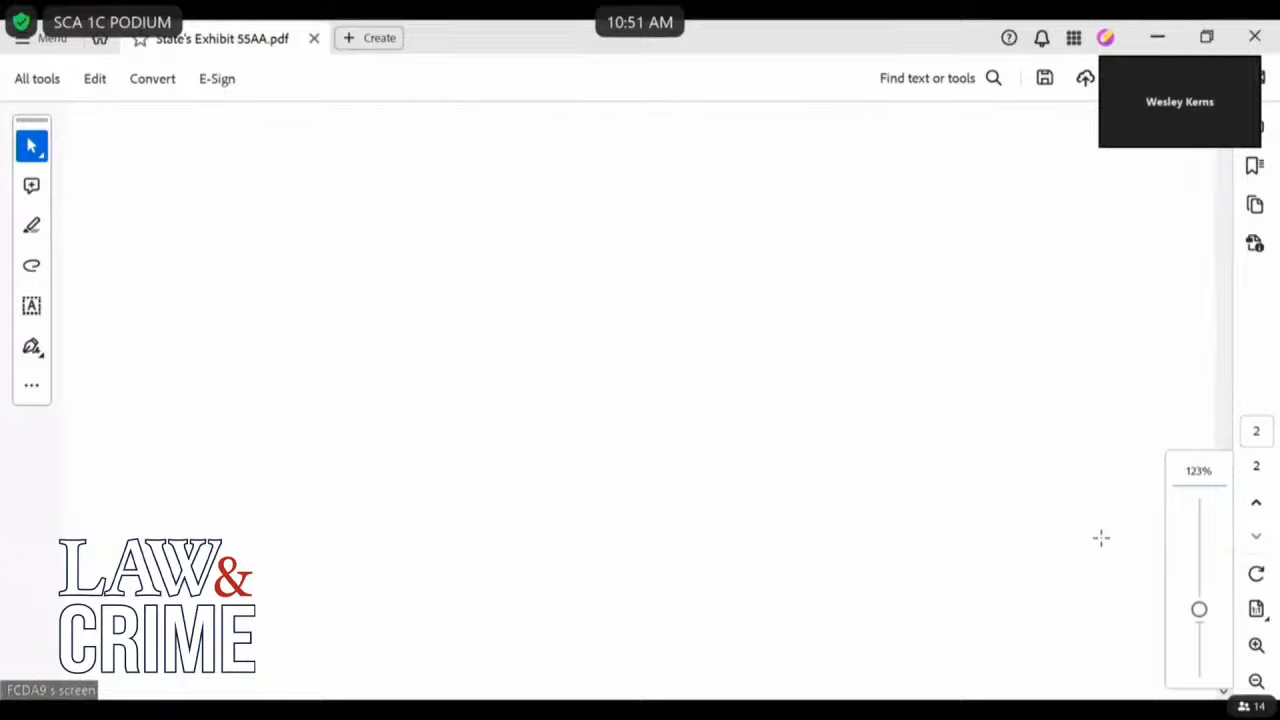 SCA 1C PODIUM
10:51 AM
Menu
State's Exhibit 55AA.pdf
Create
All tools
Edit
Convert
E-Sign
Find text or tools
Wesley Kerns
2
123%
2
LAW&
CRIME
FCDA9's screen
14